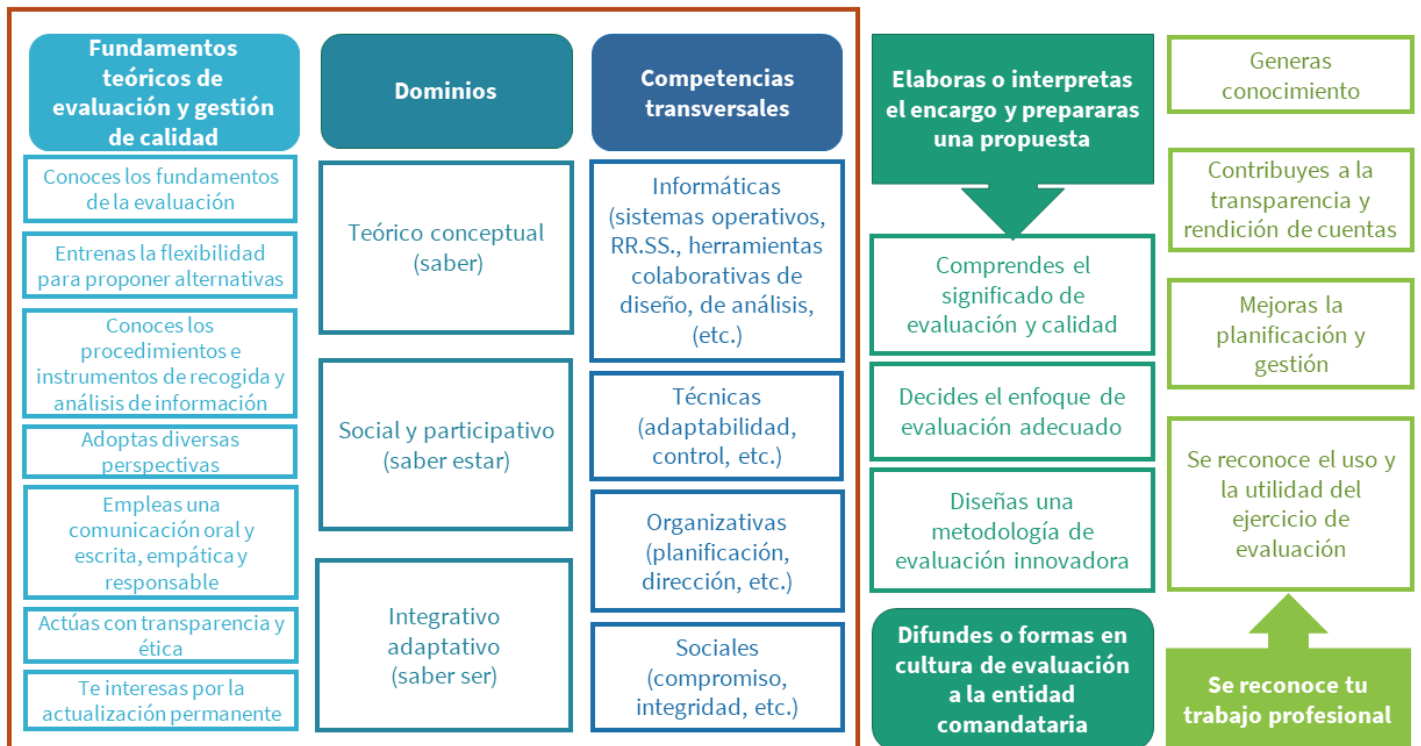 Fundamentos
teóricos de
evaluación y gestión
de calidad
Conoces los fundamentos
de la evaluación
Entrenas la flexibilidad
para proponer alternativas
Conoces los
procedimientos e
instrumentos de recogida y
análisis de información
Adoptas diversas
perspectivas
Empleas una
comunicación oral y
escrita, empática y
responsable
Actúas con transparencia y
ética
Te interesas por la
actualización permanente
Dominios
Teórico conceptual
(saber)
Social y participativo
(saber estar)
Integrativo
adaptativo
(saber ser)
Competencias
transversales
Informáticas
(sistemas operativos,
RR.SS., herramientas
colaborativas de
diseño, de análisis,
(etc.)
Técnicas
(adaptabilidad,
control, etc.)
Organizativas
(planificación,
dirección, etc.)
Sociales
(compromiso,
integridad, etc.)
Elaboras o interpretas
el encargo y prepararas
una propuesta
Comprendes el
significado de
evaluación y calidad
Decides el enfoque de
evaluación adecuado
Diseñas una
metodología de
evaluación innovadora
Difundes o formas en
cultura de evaluación
a la entidad
comandataria
Generas
conocimiento
Contribuyes a la
transparencia y
rendición de cuentas
Mejoras la
planificación y
gestión
Se reconoce el uso y
la utilidad del
ejercicio de
evaluación
Se reconoce tu
trabajo profesional